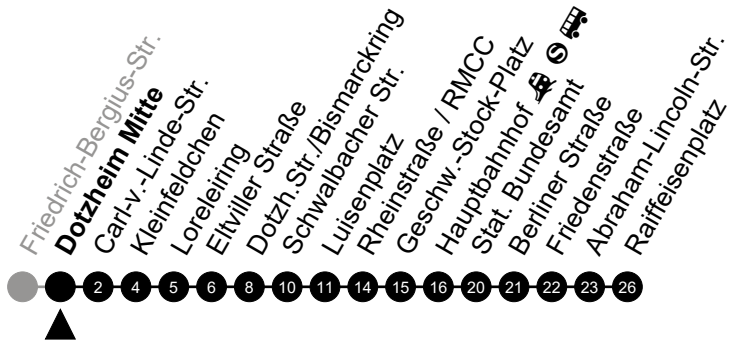 Friedrich-Bergius-Str.
Dotzheim Mitte
Carl-v.-Linde-Str.
Kleinfeldchen
Loreleiring
Eltviller Straße
Dotzh.Str./Bismarckring
Schwalbacher Str.
Luisenplatz
Rheinstraße / RMCC
Geschw.-Stock-Platz
Hauptbahnhof S
Stat. Bundesamt
Berliner Straße
Friedenstraße
Abraham-Lincoln-Str.
Raiffeisenplatz
2 4 5 6 8 10 11 14 15 16 20 21 22 23 26